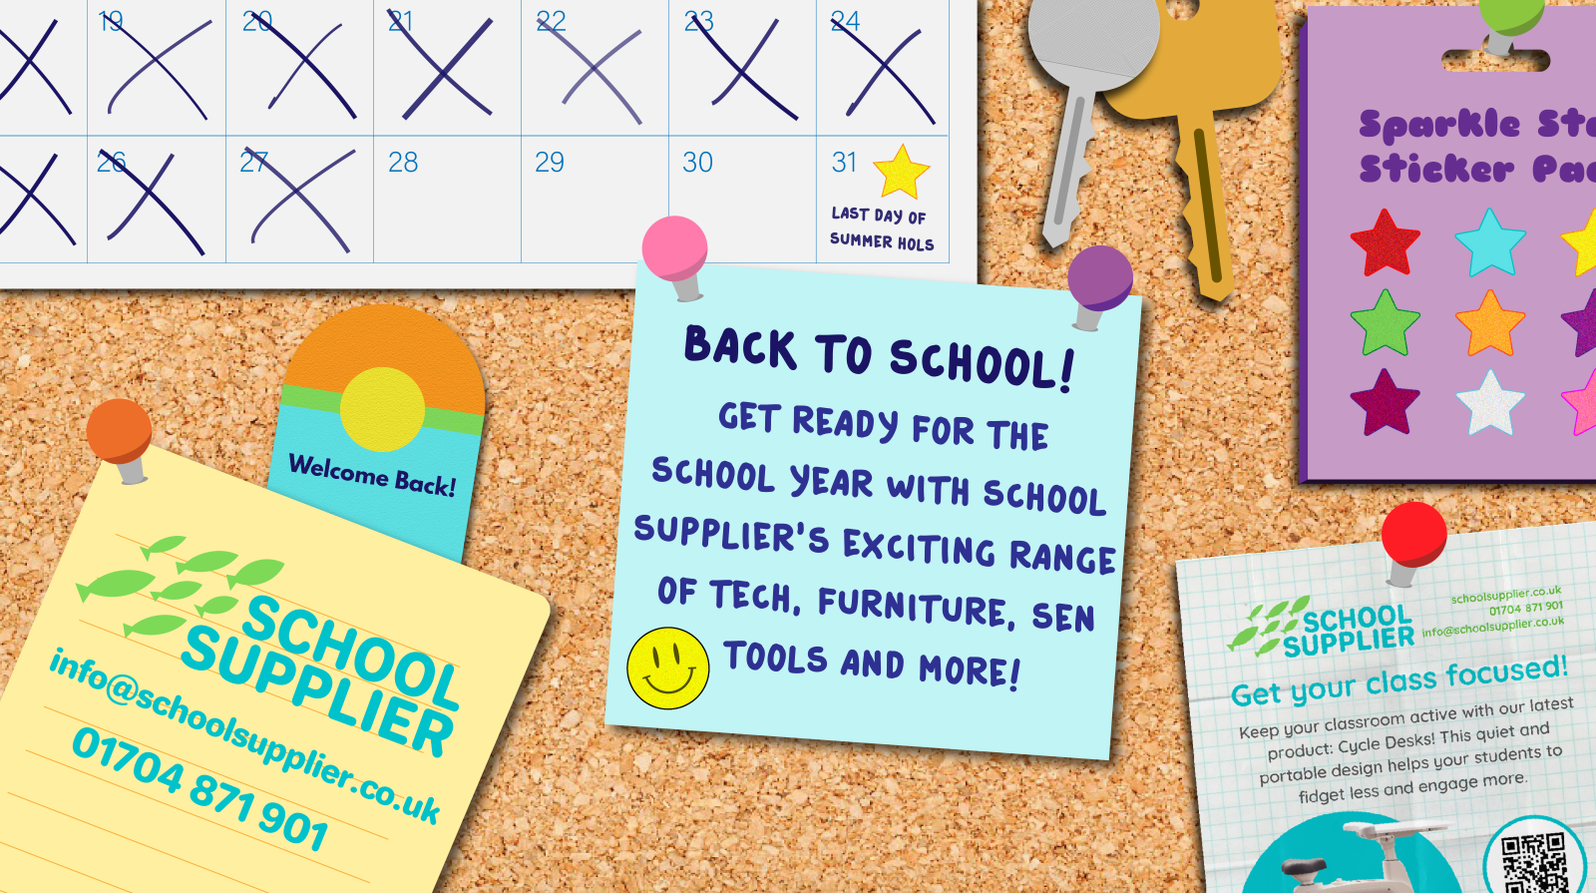 19 20 21 22 23 24
26 27 28 29 30 31
LAST DAY OF
SUMMER HOLS
Sparkle
Sticker
BACK TO SCHOOL!
GET READY FOR THE
SCHOOL YEAR WITH SCHOOL
SUPPLIER'S EXCITING RANGE
OF TECH, FURNITURE, SEN
TOOLS AND MORE!
Welcome Back!
SCHOOL
SUPPLIER
info@schoolsupplier.co.uk
01704 871 901
SCHOOL
SUPPLIER
schoolsupplier.co.uk
01704 871 901
info@schoolsupplier.co.uk
Get your class focused!
Keep your classroom active with our latest
product: Cycle Desks! This quiet and
portable design helps your students to
fidget less and engage more.